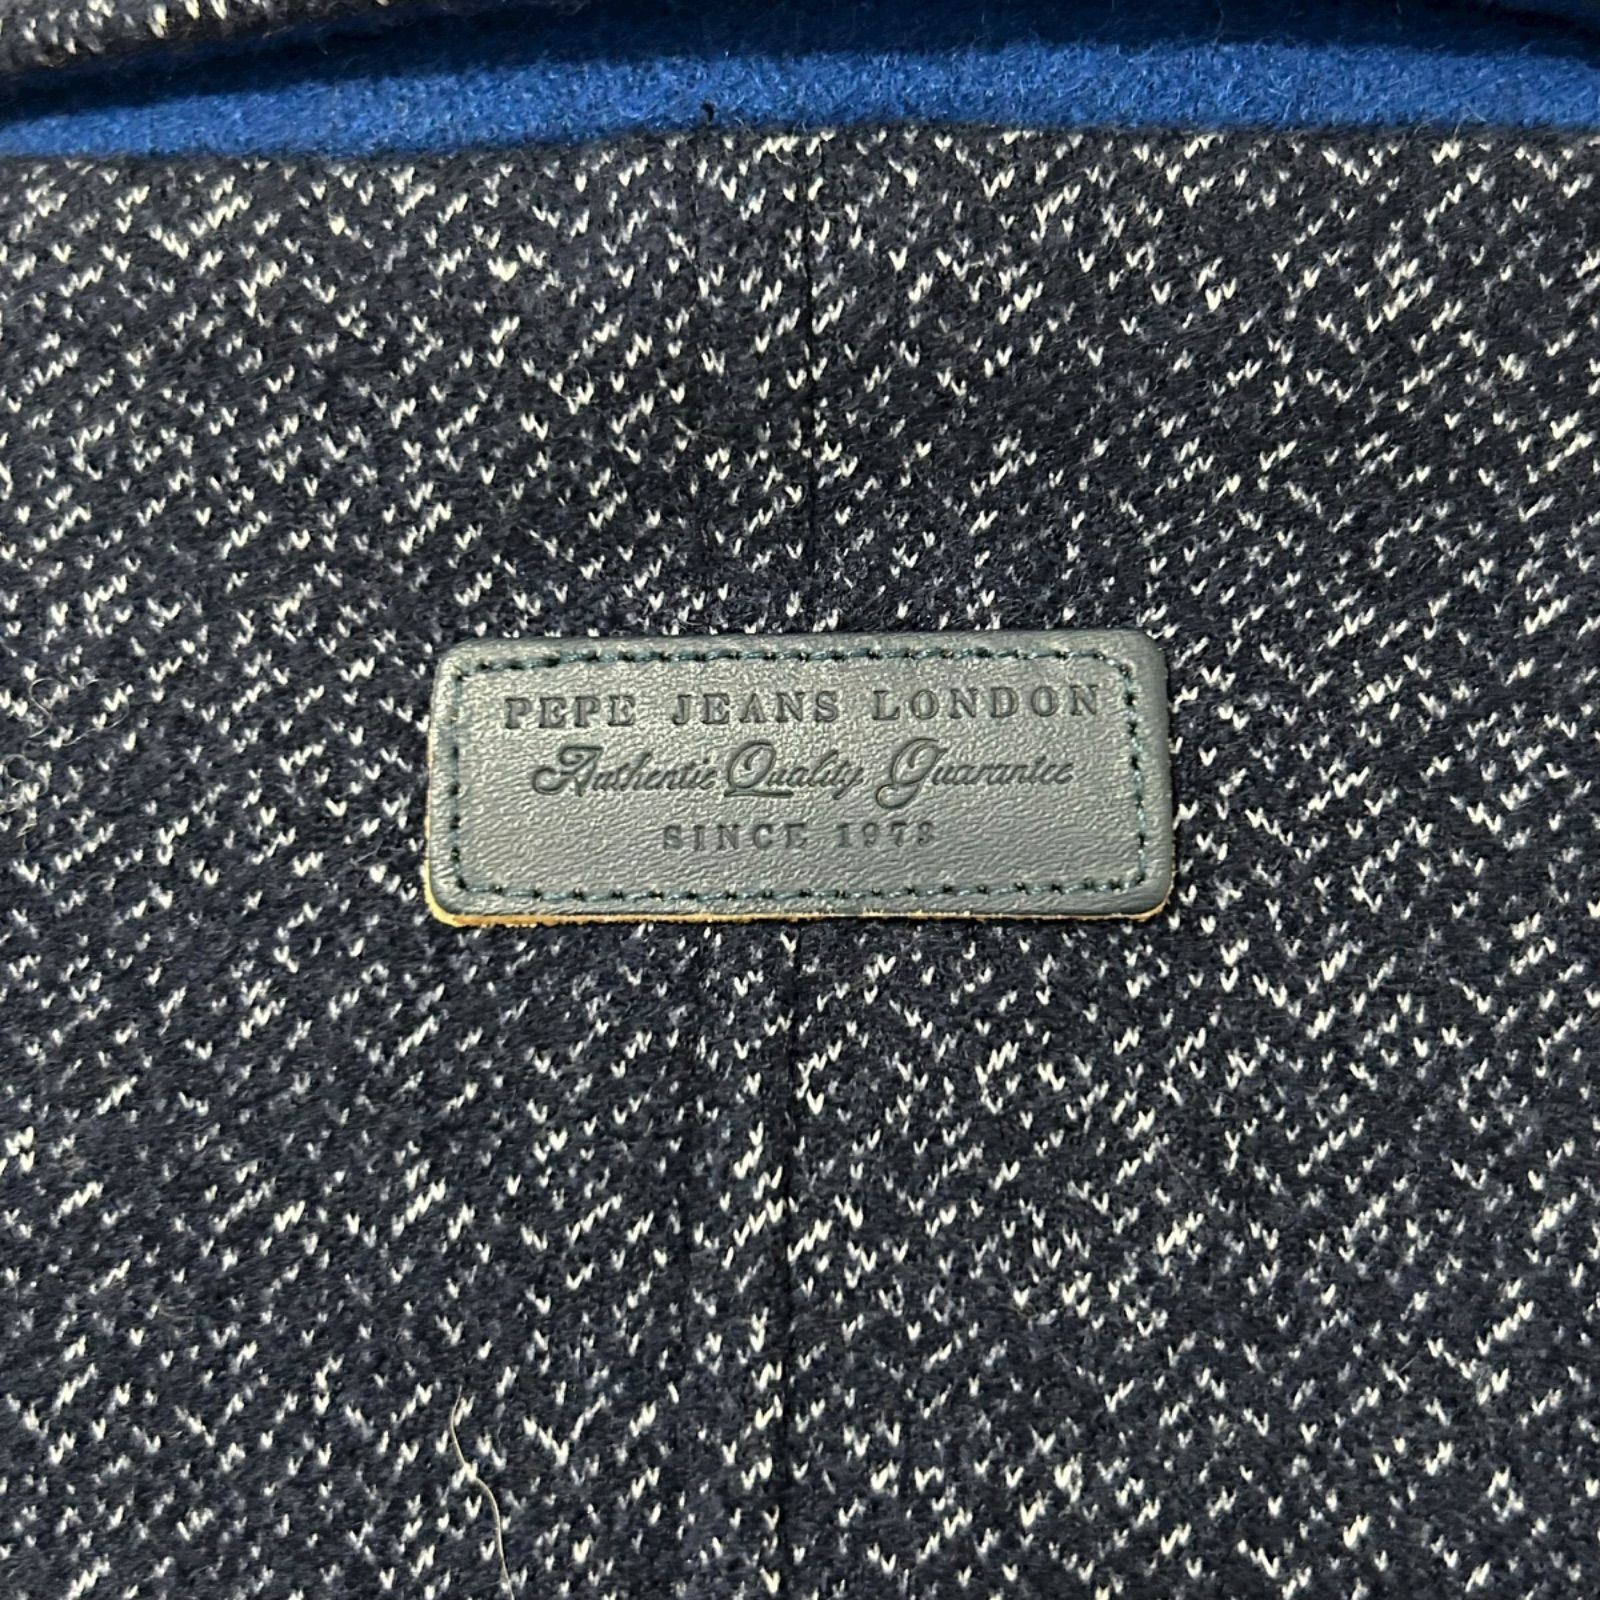 PEPE JEANS LONDON
Authentic Quality Guarantee
SINCE 1973